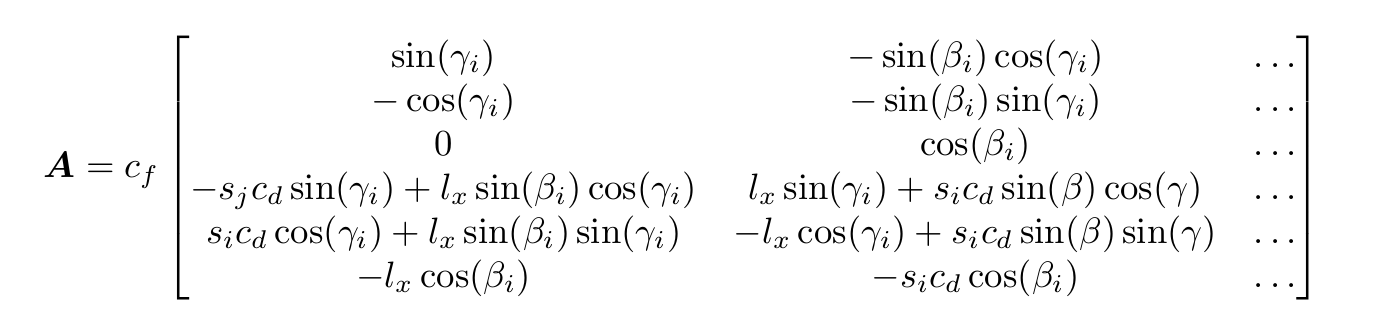 sin(γ_i) − sin(β_i) cos(γ_i) …
− cos(γ_i) − sin(β_i) sin(γ_i) …
0 cos(β_i) …
𝑨 = c_f
−s_j c_d sin(γ_i) + l_x sin(β_i) cos(γ_i) l_x sin(γ_i) + s_i c_d sin(β) cos(γ) …
s_i c_d cos(γ_i) + l_x sin(β_i) sin(γ_i) −l_x cos(γ_i) + s_i c_d sin(β) sin(γ) …
−l_x cos(β_i) −s_i c_d cos(β_i) …